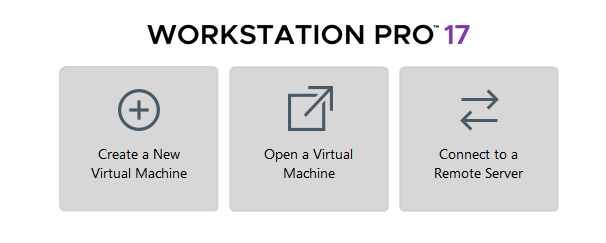 WORKSTATION PRO™ 17
Create a New
Virtual Machine
Open a Virtual
Machine
Connect to a
Remote Server